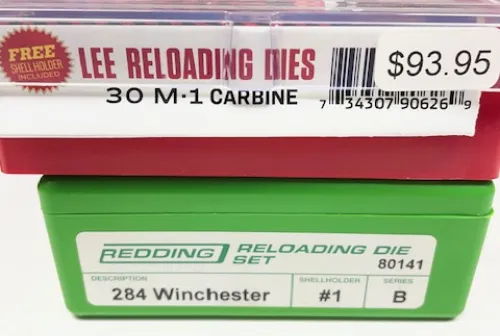 FREE
SHELL HOLDER
INCLUDED
LEE RELOADING DIES
$93.95
30 M·1 CARBINE
7 34307 90626 9
REDDING RELOADING DIE
SET
80141
DESCRIPTION SHELLHOLDER SERIES
284 Winchester #1 B